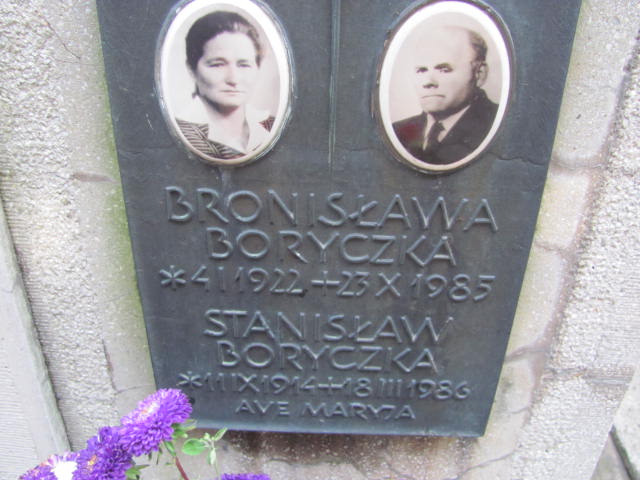 BRONISŁAWA
BORYCZKA
*4 I 1922 +23 X 1985
STANISŁAW
BORYCZKA
*11 IX 1914 +18 III 1986
AVE MARYJA